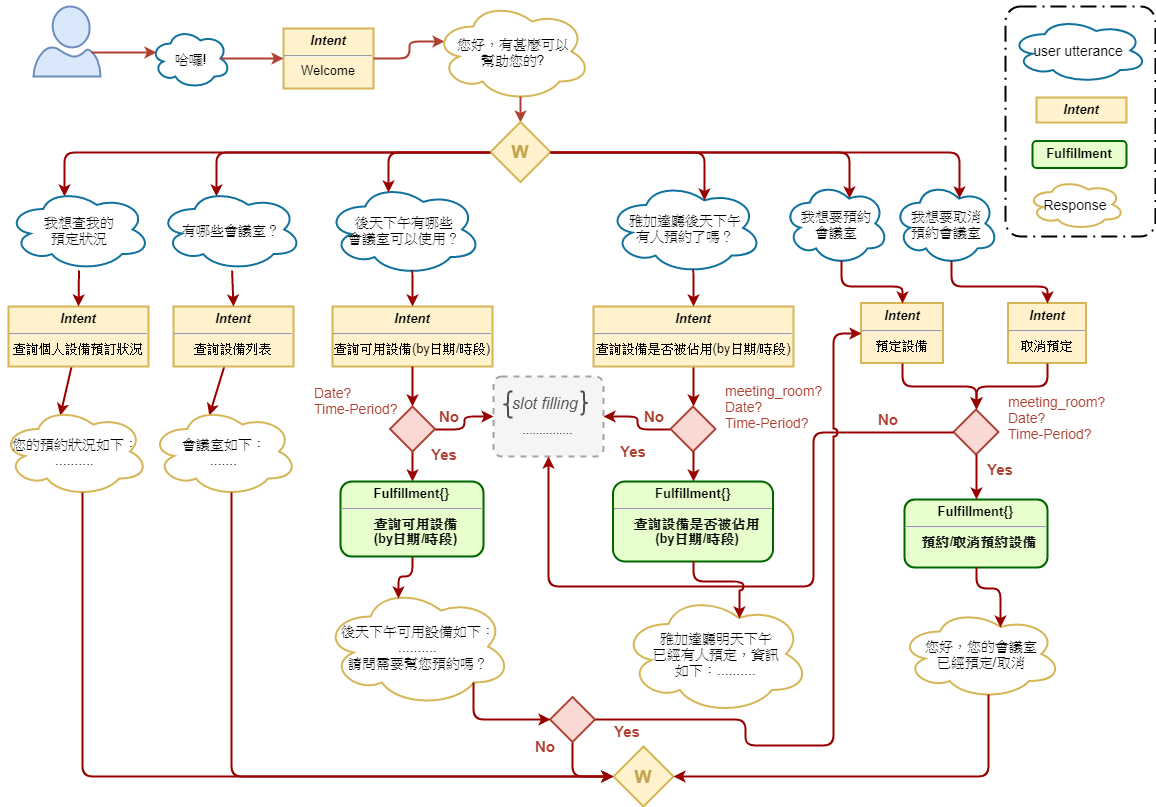 哈囉!
Intent
Welcome
您好，有甚麼可以
幫助您的?
user utterance
Intent
Fulfillment
Response
W
我想查我的
預定狀況
有哪些會議室？
後天下午有哪些
會議室可以使用？
雅加達廳後天下午
有人預約了嗎？
我想要預約
會議室
我想要取消
預約會議室
Intent
查詢個人設備預訂狀況
Intent
查詢設備列表
Intent
查詢可用設備(by日期/時段)
Intent
查詢設備是否被佔用(by日期/時段)
Intent
預定設備
Intent
取消預定
Date?
Time-Period?
No
Yes
{slot filling}
...............
meeting_room?
Date?
Time-Period?
No
Yes
meeting_room?
Date?
Time-Period?
No
Yes
您的預約狀況如下：
..........
會議室如下：
.......
Fulfillment{}
查詢可用設備
(by日期/時段)
Fulfillment{}
查詢設備是否被佔用
(by日期/時段)
Fulfillment{}
預約/取消預約設備
後天下午可用設備如下：
..........
請問需要幫您預約嗎？
雅加達廳明天下午
已經有人預定，資訊
如下：..........
您好，您的會議室
已經預定/取消
No
Yes
W